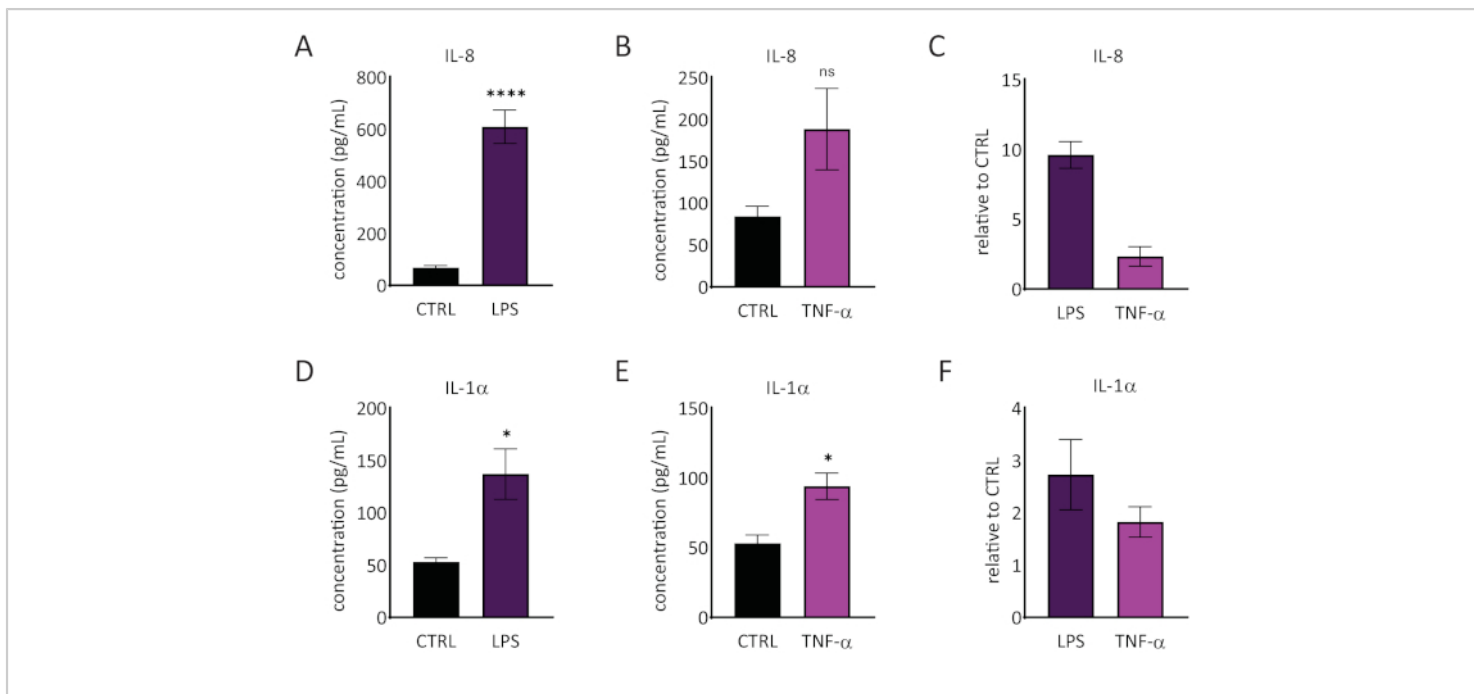 A
IL-8
800
600
400
200
0
concentration (pg/mL)
****
CTRL
LPS
B
IL-8
250
200
150
100
50
0
concentration (pg/mL)
ns
CTRL
TNF-α
C
IL-8
15
10
5
0
relative to CTRL
LPS
TNF-α
D
IL-1α
200
150
100
50
0
concentration (pg/mL)
*
CTRL
LPS
E
IL-1α
150
100
50
0
concentration (pg/mL)
*
CTRL
TNF-α
F
IL-1α
4
3
2
1
0
relative to CTRL
LPS
TNF-α